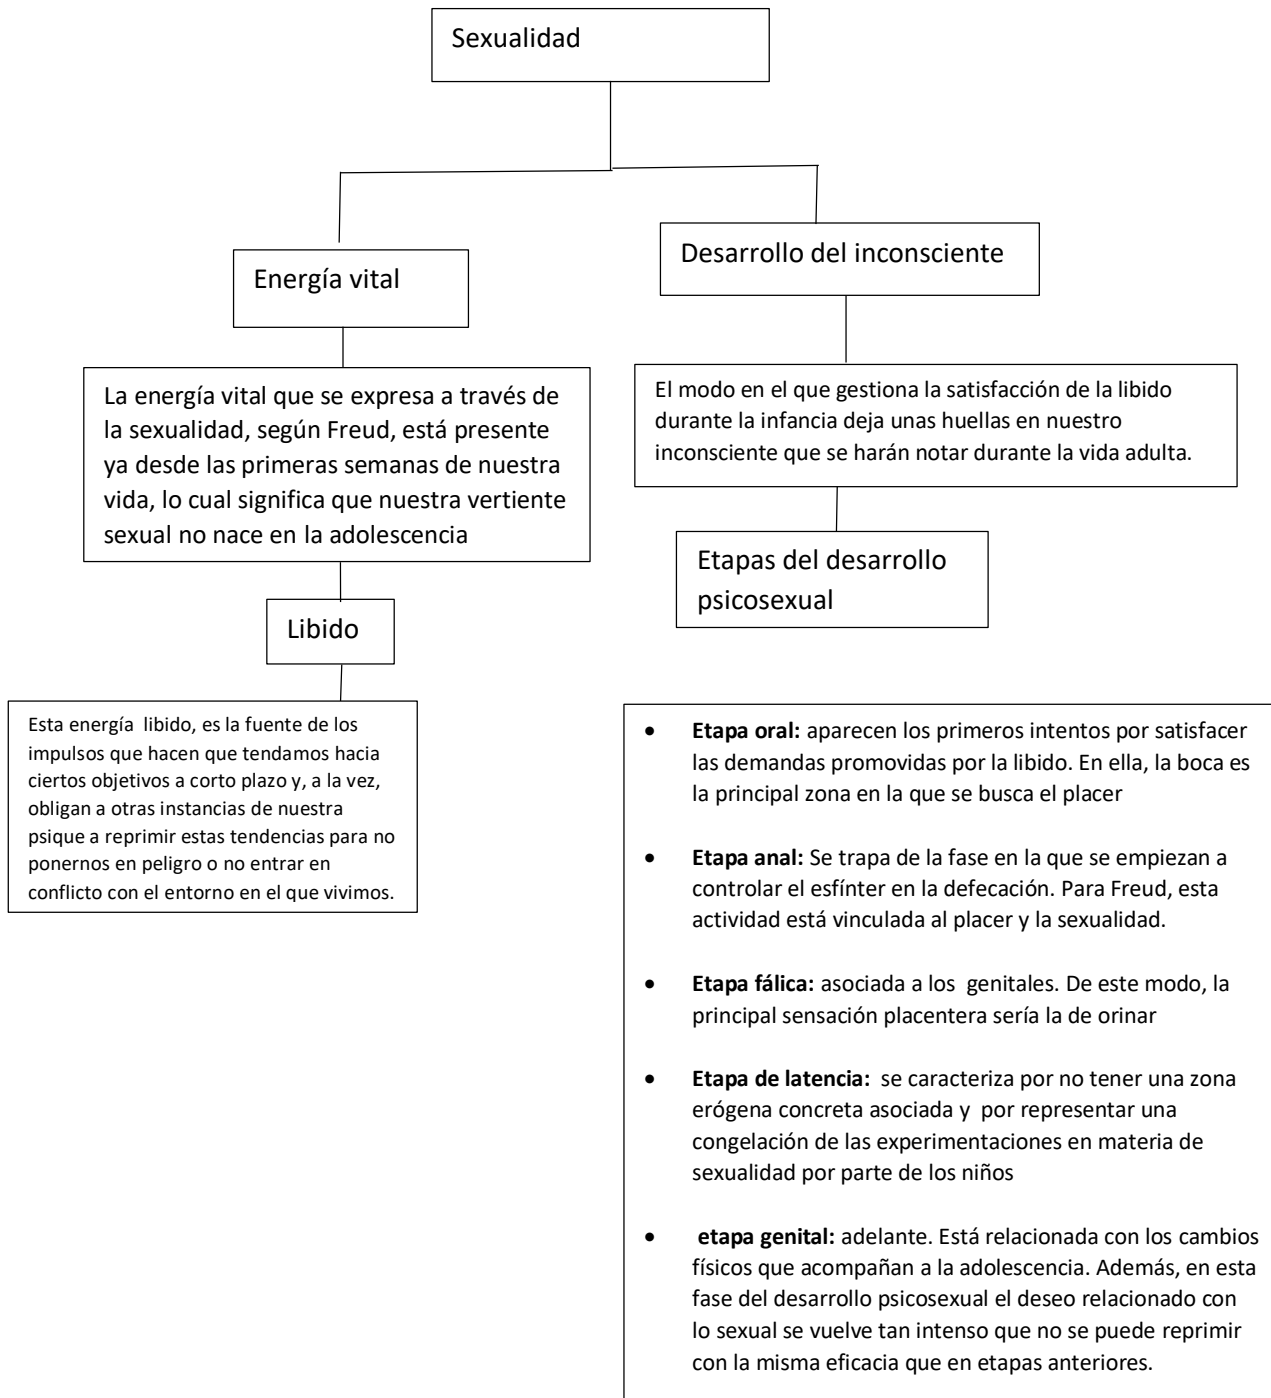 Sexualidad
Energía vital
La energía vital que se expresa a través de
la sexualidad, según Freud, está presente
ya desde las primeras semanas de nuestra
vida, lo cual significa que nuestra vertiente
sexual no nace en la adolescencia
Libido
Esta energía  libido, es la fuente de los
impulsos que hacen que tendamos hacia
ciertos objetivos a corto plazo y, a la vez,
obligan a otras instancias de nuestra
psique a reprimir estas tendencias para no
ponernos en peligro o no entrar en
conflicto con el entorno en el que vivimos.
Desarrollo del inconsciente
El modo en el que gestiona la satisfacción de la libido
durante la infancia deja unas huellas en nuestro
inconsciente que se harán notar durante la vida adulta.
Etapas del desarrollo
psicosexual
• Etapa oral: aparecen los primeros intentos por satisfacer
las demandas promovidas por la libido. En ella, la boca es
la principal zona en la que se busca el placer
• Etapa anal: Se trapa de la fase en la que se empiezan a
controlar el esfínter en la defecación. Para Freud, esta
actividad está vinculada al placer y la sexualidad.
• Etapa fálica: asociada a los  genitales. De este modo, la
principal sensación placentera sería la de orinar
• Etapa de latencia:  se caracteriza por no tener una zona
erógena concreta asociada y  por representar una
congelación de las experimentaciones en materia de
sexualidad por parte de los niños
• etapa genital: adelante. Está relacionada con los cambios
físicos que acompañan a la adolescencia. Además, en esta
fase del desarrollo psicosexual el deseo relacionado con
lo sexual se vuelve tan intenso que no se puede reprimir
con la misma eficacia que en etapas anteriores.